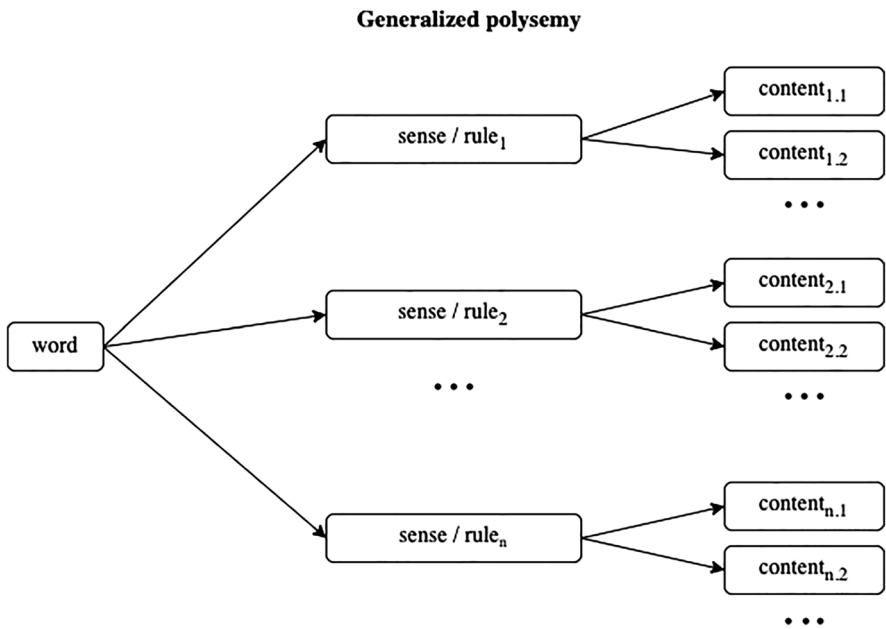 Generalized polysemy
word
sense / rule1
content1.1
content1.2
...
sense / rule2
content2.1
content2.2
...
...
sense / rulen
contentn.1
contentn.2
...